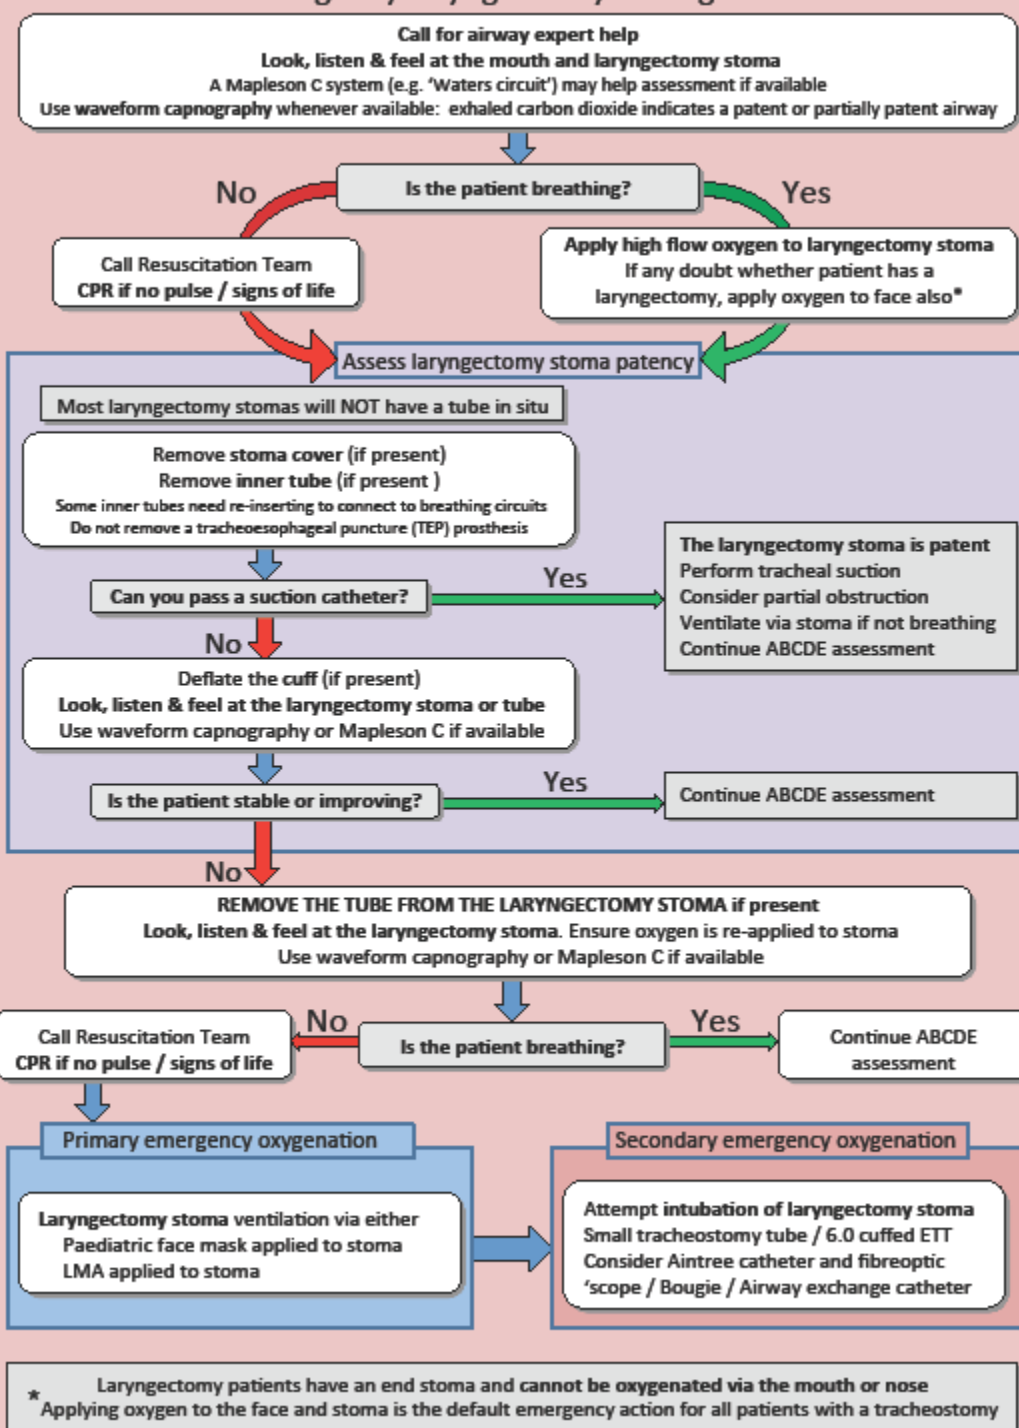 Call for airway expert help
Look, listen & feel at the mouth and laryngectomy stoma
A Mapleson C system (e.g. ‘Waters circuit’) may help assessment if available
Use waveform capnography whenever available: exhaled carbon dioxide indicates a patent or partially patent airway
Is the patient breathing?
No
Yes
Call Resuscitation Team
CPR if no pulse / signs of life
Apply high flow oxygen to laryngectomy stoma
If any doubt whether patient has a
laryngectomy, apply oxygen to face also*
Assess laryngectomy stoma patency
Most laryngectomy stomas will NOT have a tube in situ
Remove stoma cover (if present)
Remove inner tube (if present )
Some inner tubes need re-inserting to connect to breathing circuits
Do not remove a tracheoesophageal puncture (TEP) prosthesis
Can you pass a suction catheter?
Yes
The laryngectomy stoma is patent
Perform tracheal suction
Consider partial obstruction
Ventilate via stoma if not breathing
Continue ABCDE assessment
No
Deflate the cuff (if present)
Look, listen & feel at the laryngectomy stoma or tube
Use waveform capnography or Mapleson C if available
Is the patient stable or improving?
Yes
Continue ABCDE assessment
No
REMOVE THE TUBE FROM THE LARYNGECTOMY STOMA if present
Look, listen & feel at the laryngectomy stoma. Ensure oxygen is re-applied to stoma
Use waveform capnography or Mapleson C if available
Is the patient breathing?
No
Yes
Call Resuscitation Team
CPR if no pulse / signs of life
Continue ABCDE
assessment
Primary emergency oxygenation
Laryngectomy stoma ventilation via either
Paediatric face mask applied to stoma
LMA applied to stoma
Secondary emergency oxygenation
Attempt intubation of laryngectomy stoma
Small tracheostomy tube / 6.0 cuffed ETT
Consider Aintree catheter and fibreoptic
‘scope / Bougie / Airway exchange catheter
Laryngectomy patients have an end stoma and cannot be oxygenated via the mouth or nose
*Applying oxygen to the face and stoma is the default emergency action for all patients with a tracheostomy